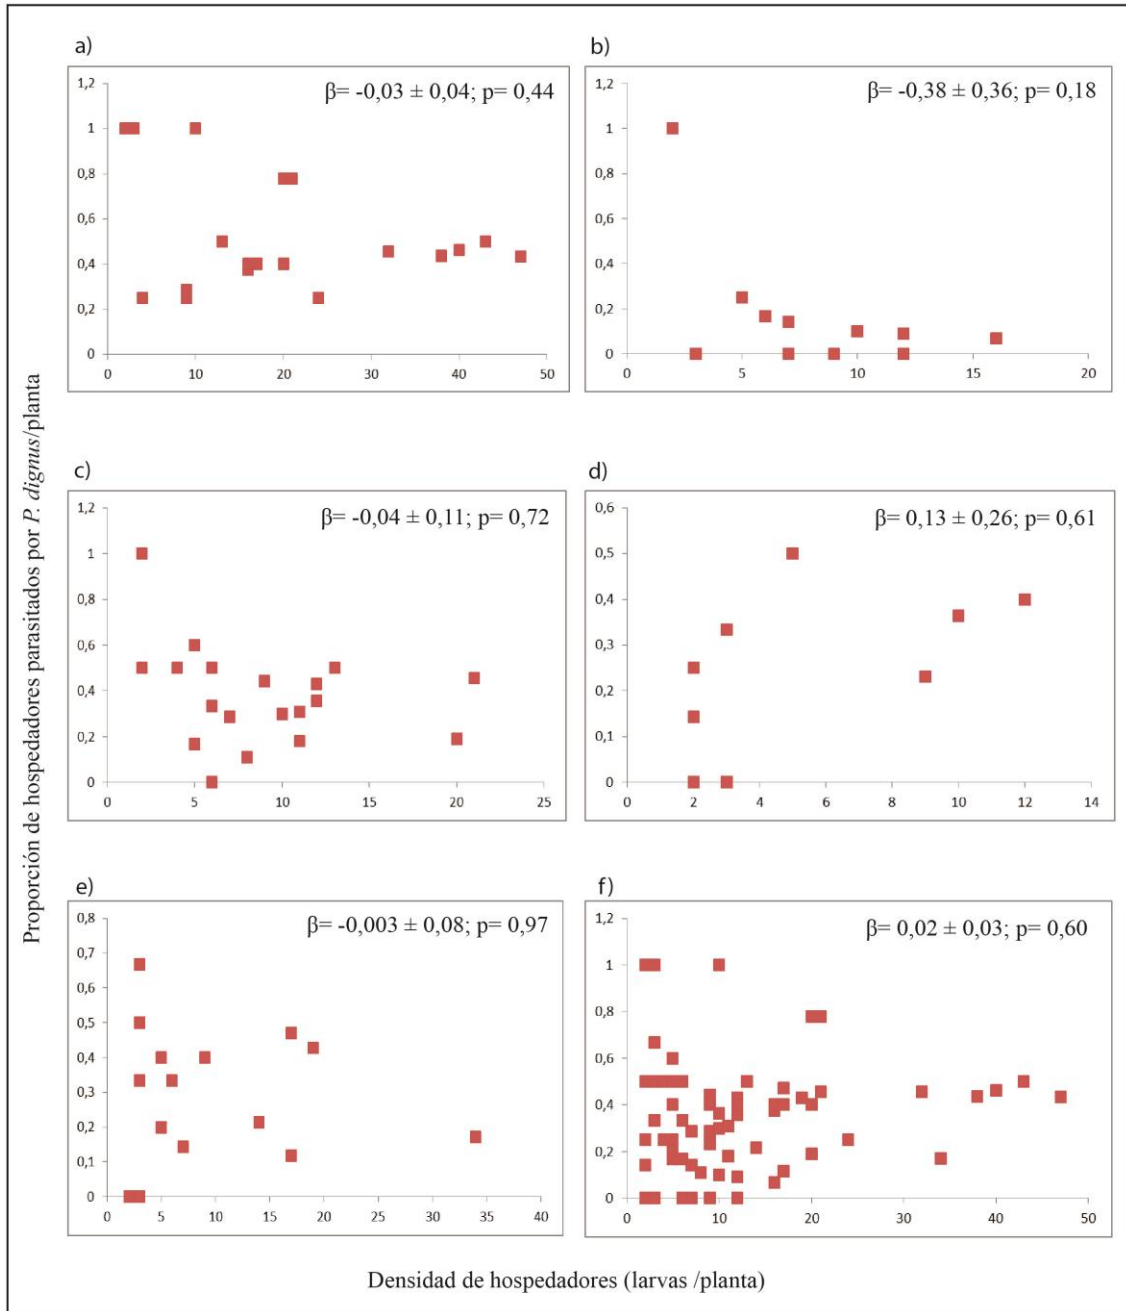 Proporción de hospedadores parasitados por P. dignus/planta
a)
β= -0,03 ± 0,04; p= 0,44
1,2
1
0,8
0,6
0,4
0,2
0
0 10 20 30 40 50
b)
β= -0,38 ± 0,36; p= 0,18
1,2
1
0,8
0,6
0,4
0,2
0
0 5 10 15 20
c)
β= -0,04 ± 0,11; p= 0,72
1,2
1
0,8
0,6
0,4
0,2
0
0 5 10 15 20 25
d)
β= 0,13 ± 0,26; p= 0,61
0,6
0,5
0,4
0,3
0,2
0,1
0
0 2 4 6 8 10 12 14
e)
β= -0,003 ± 0,08; p= 0,97
0,8
0,7
0,6
0,5
0,4
0,3
0,2
0,1
0
0 5 10 15 20 25 30 35 40
f)
β= 0,02 ± 0,03; p= 0,60
1,2
1
0,8
0,6
0,4
0,2
0
0 10 20 30 40 50
Densidad de hospedadores (larvas /planta)